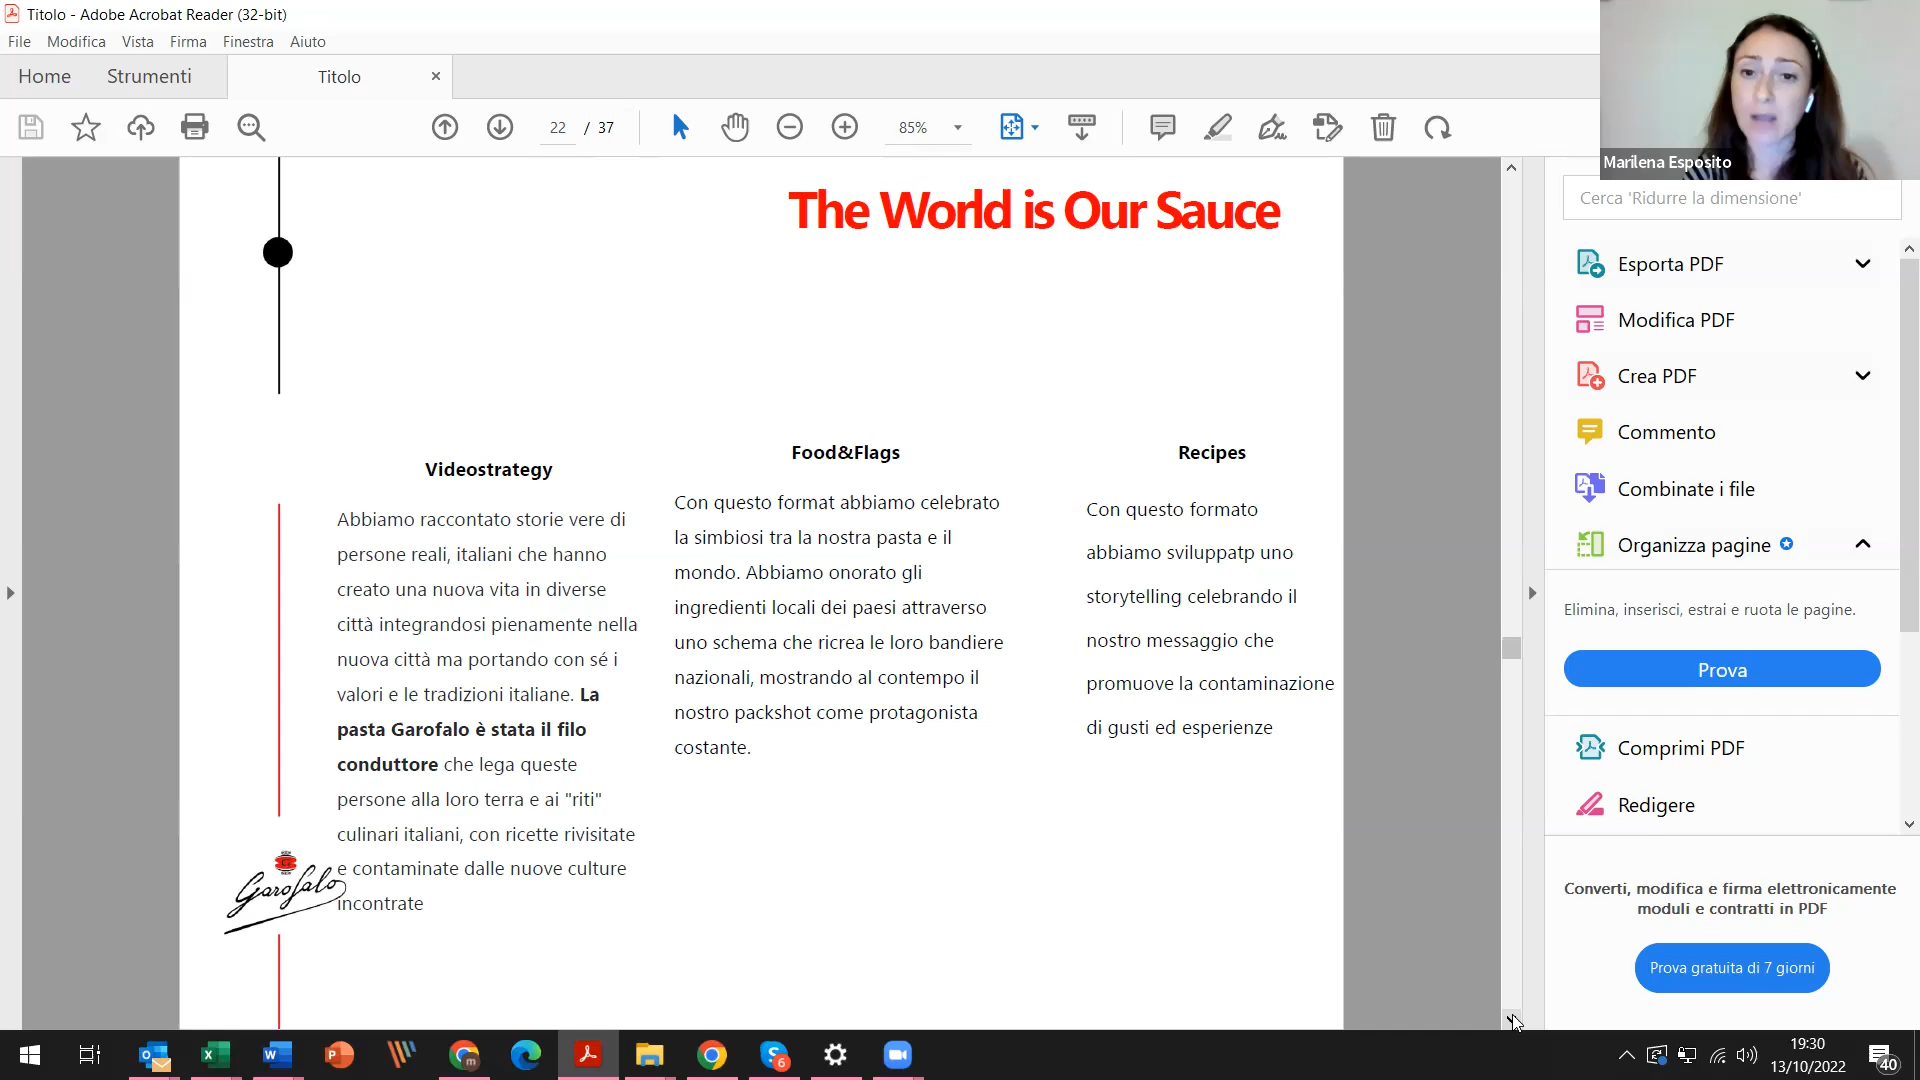 Titolo - Adobe Acrobat Reader (32-bit)
File Modifica Vista Firma Finestra Aiuto
Home Strumenti Titolo
22 / 37 85%
Marilena Esposito
The World is Our Sauce
Videostrategy
Abbiamo raccontato storie vere di
persone reali, italiani che hanno
creato una nuova vita in diverse
città integrandosi pienamente nella
nuova città ma portando con sé i
valori e le tradizioni italiane. La
pasta Garofalo è stata il filo
conduttore che lega queste
persone alla loro terra e ai "riti"
culinari italiani, con ricette rivisitate
e contaminate dalle nuove culture
incontrate
Food&Flags
Con questo format abbiamo celebrato
la simbiosi tra la nostra pasta e il
mondo. Abbiamo onorato gli
ingredienti locali dei paesi attraverso
uno schema che ricrea le loro bandiere
nazionali, mostrando al contempo il
nostro packshot come protagonista
costante.
Recipes
Con questo formato
abbiamo sviluppatp uno
storytelling celebrando il
nostro messaggio che
promuove la contaminazione
di gusti ed esperienze
Garofalo
Cerca 'Ridurre la dimensione'
Esporta PDF
Modifica PDF
Crea PDF
Commento
Combinate i file
Organizza pagine
Elimina, inserisci, estrai e ruota le pagine.
Prova
Comprimi PDF
Redigere
Converti, modifica e firma elettronicamente
moduli e contratti in PDF
Prova gratuita di 7 giorni
19:30
13/10/2022
40
6